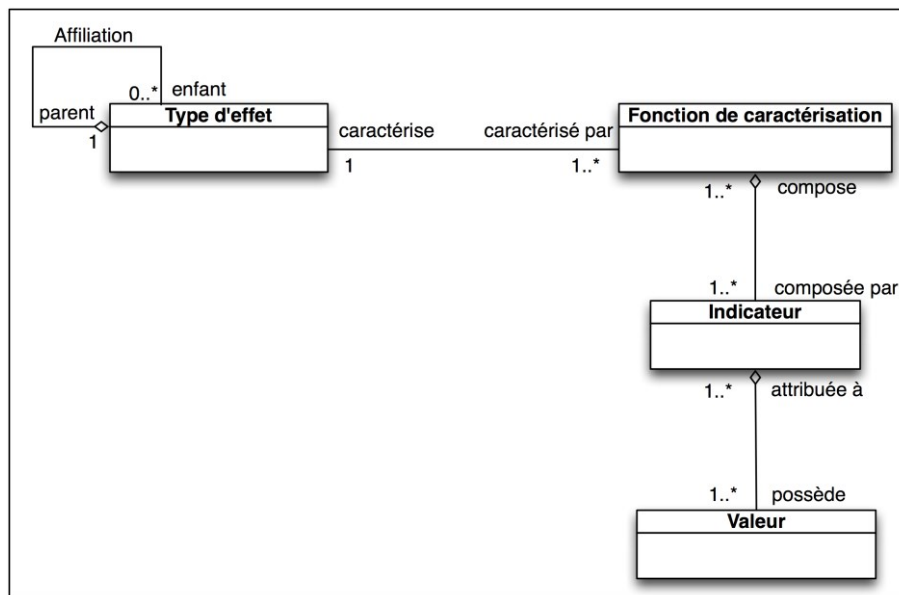 Affiliation
0..* enfant
parent
1
Type d'effet
caractérise
1
caractérisé par
1..*
Fonction de caractérisation
1..* compose
1..* composée par
Indicateur
1..* attribuée à
1..* possède
Valeur